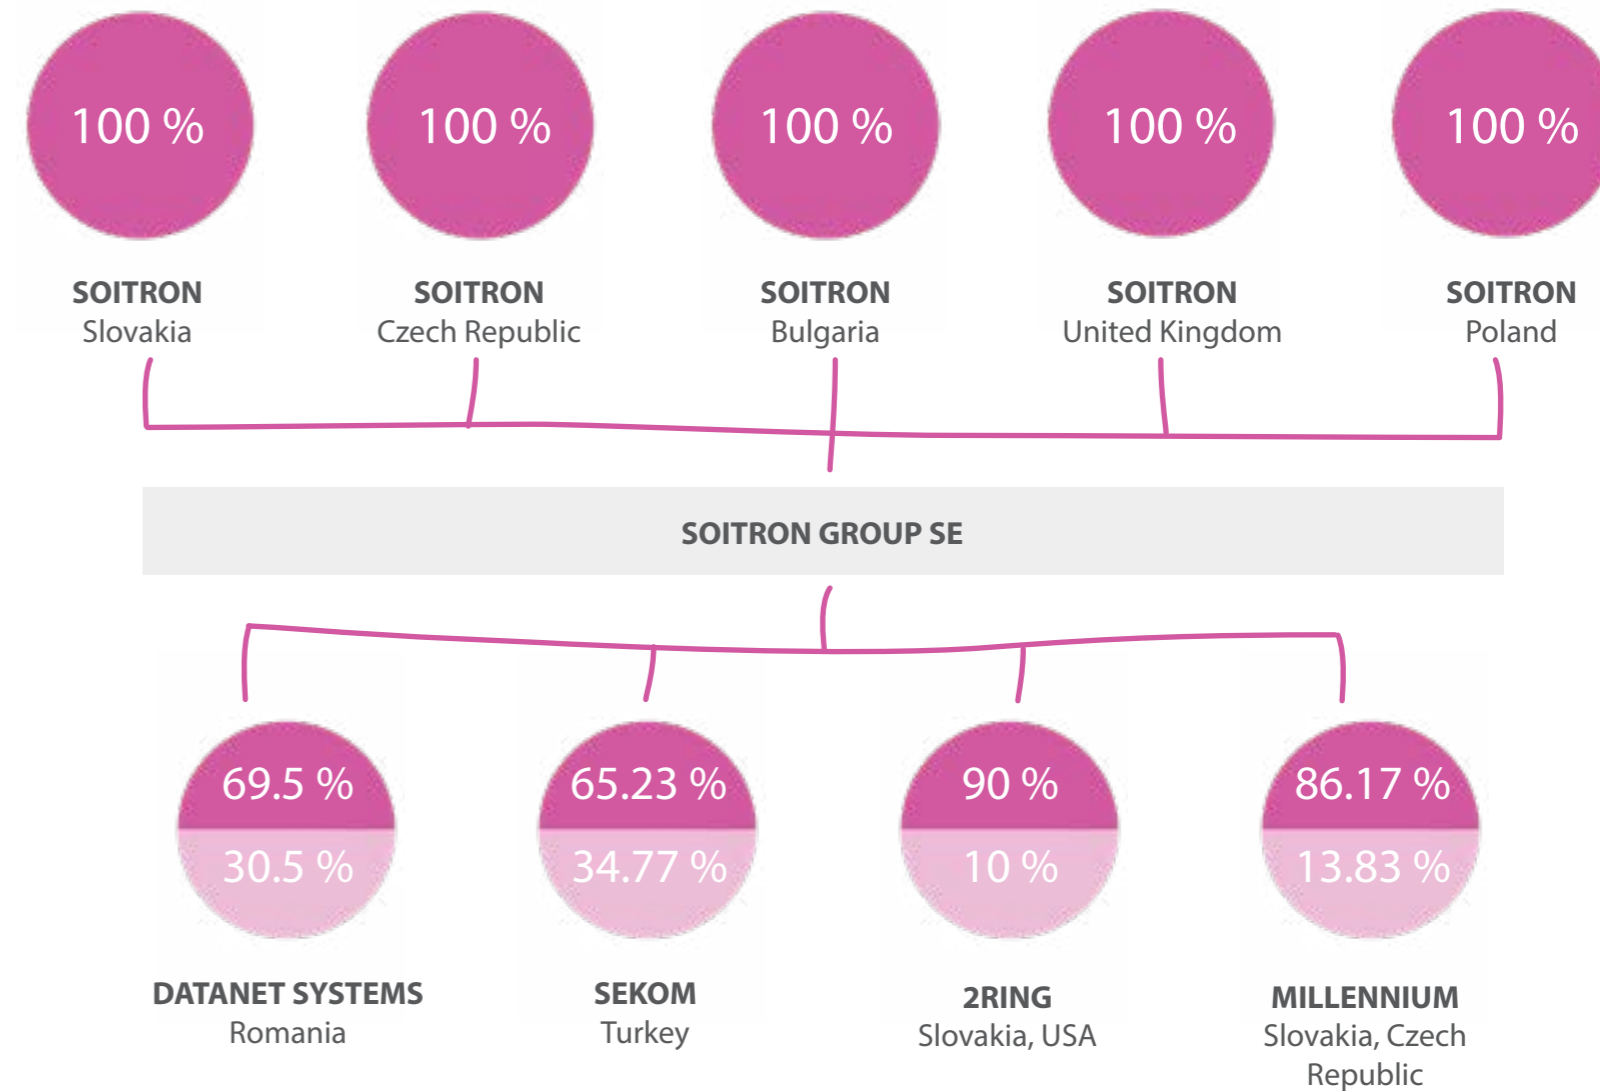 100 %
100 %
100 %
100 %
100 %
SOITRON
Slovakia
SOITRON
Czech Republic
SOITRON
Bulgaria
SOITRON
United Kingdom
SOITRON
Poland
SOITRON GROUP SE
69.5 %
30.5 %
65.23 %
34.77 %
90 %
10 %
86.17 %
13.83 %
DATANET SYSTEMS
Romania
SEKOM
Turkey
2RING
Slovakia, USA
MILLENNIUM
Slovakia, Czech
Republic